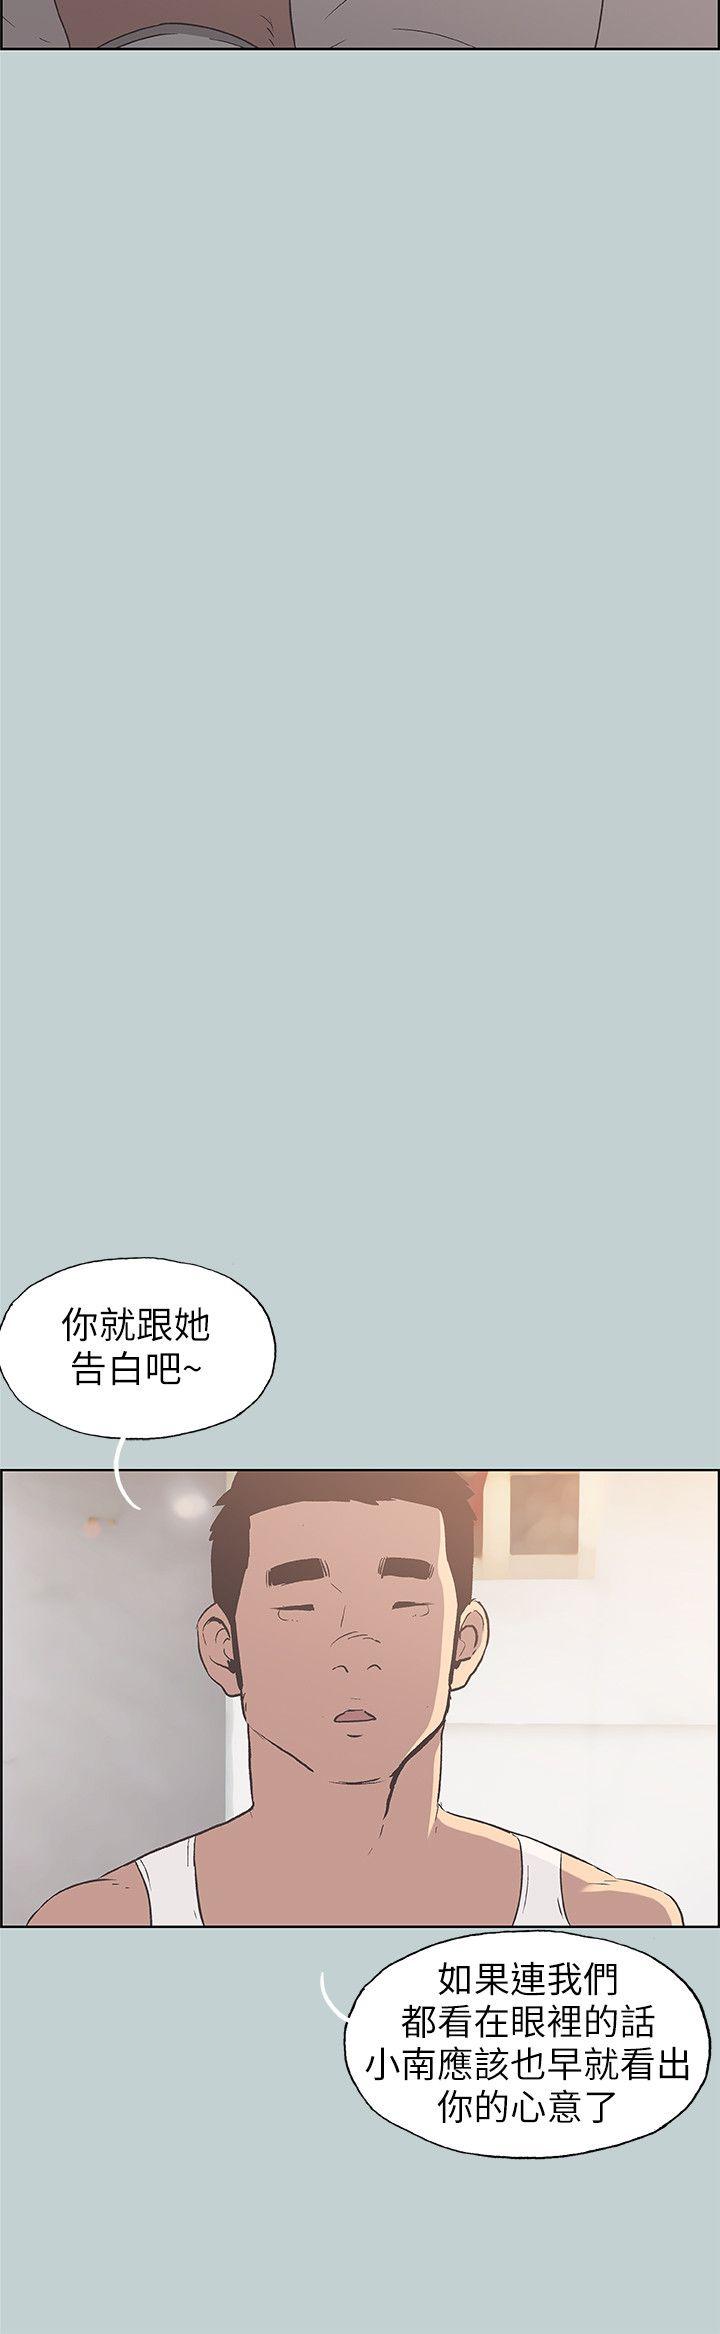 你就跟她
告白吧~
如果連我們
都看在眼裡的話
小南應該也早就看出
你的心意了